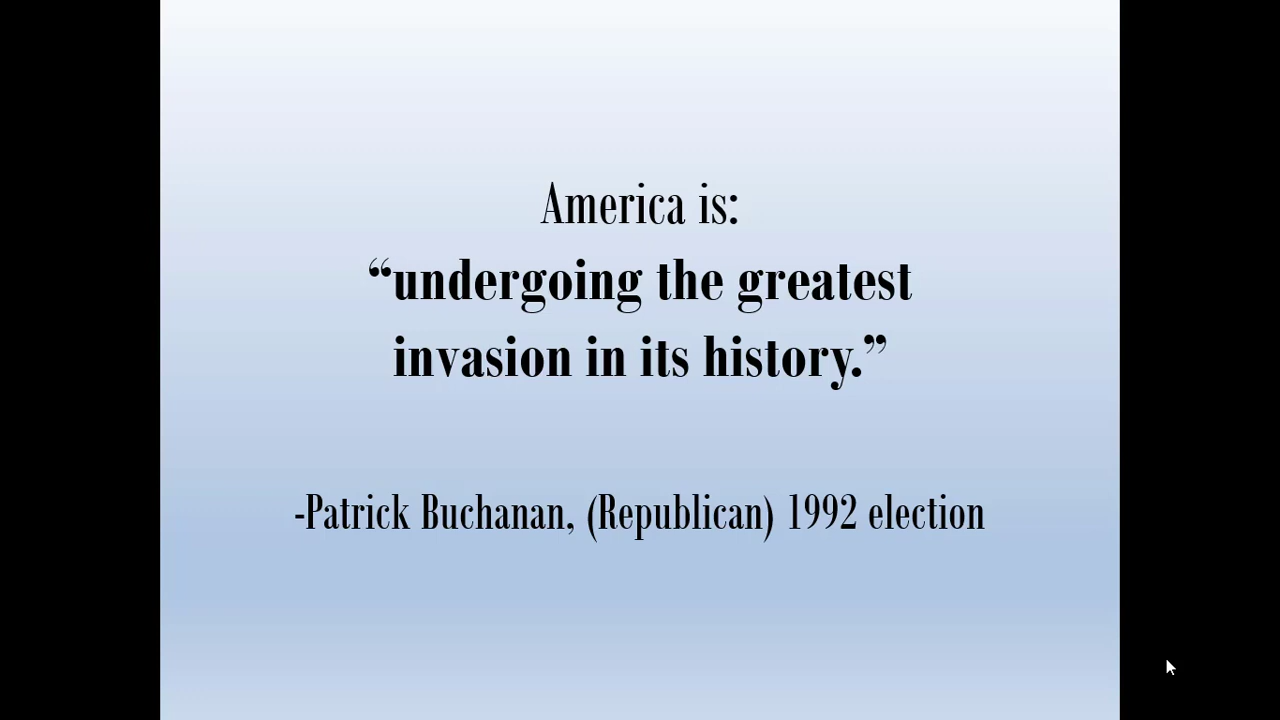 America is:
“undergoing the greatest
invasion in its history.”
-Patrick Buchanan, (Republican) 1992 election